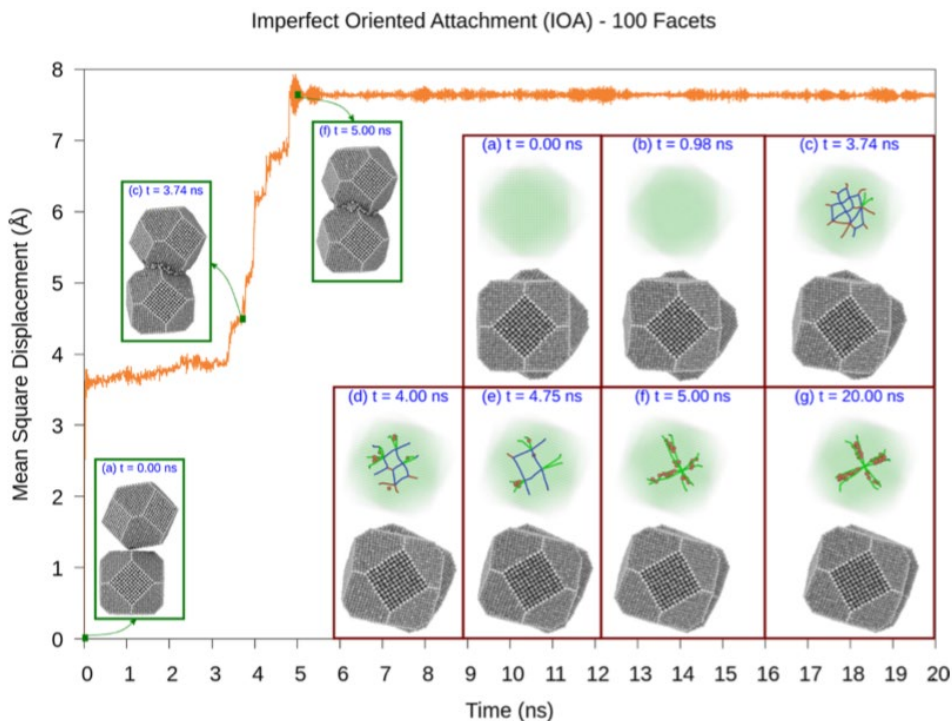 Imperfect Oriented Attachment (IOA) - 100 Facets
Mean Square Displacement (Å)
8
7
6
5
4
3
2
1
0
(f) t = 5.00 ns
(c) t = 3.74 ns
(a) t = 0.00 ns
(a) t = 0.00 ns (b) t = 0.98 ns (c) t = 3.74 ns
(d) t = 4.00 ns (e) t = 4.75 ns (f) t = 5.00 ns (g) t = 20.00 ns
0 1 2 3 4 5 6 7 8 9 10 11 12 13 14 15 16 17 18 19 20
Time (ns)